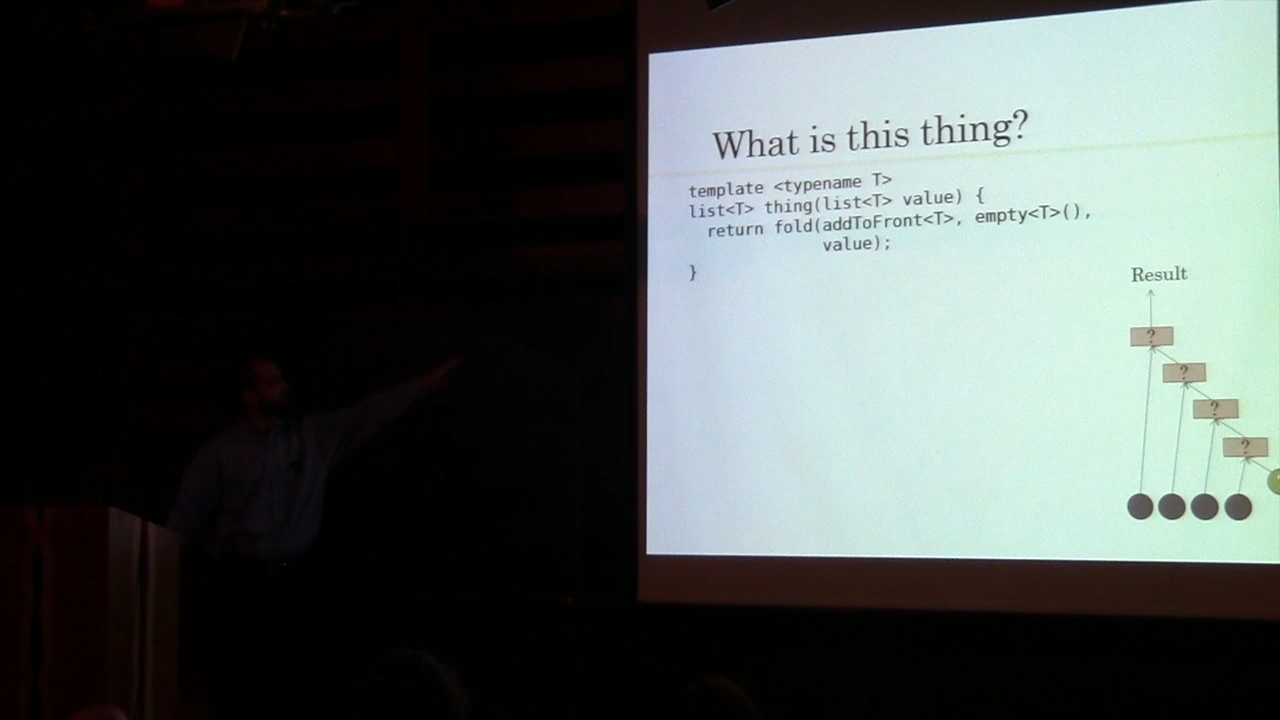 What is this thing?
template <typename T>
list<T> thing(list<T> value) {
return fold(addToFront<T>, empty<T>(),
value);
}
Result
?
?
?
?